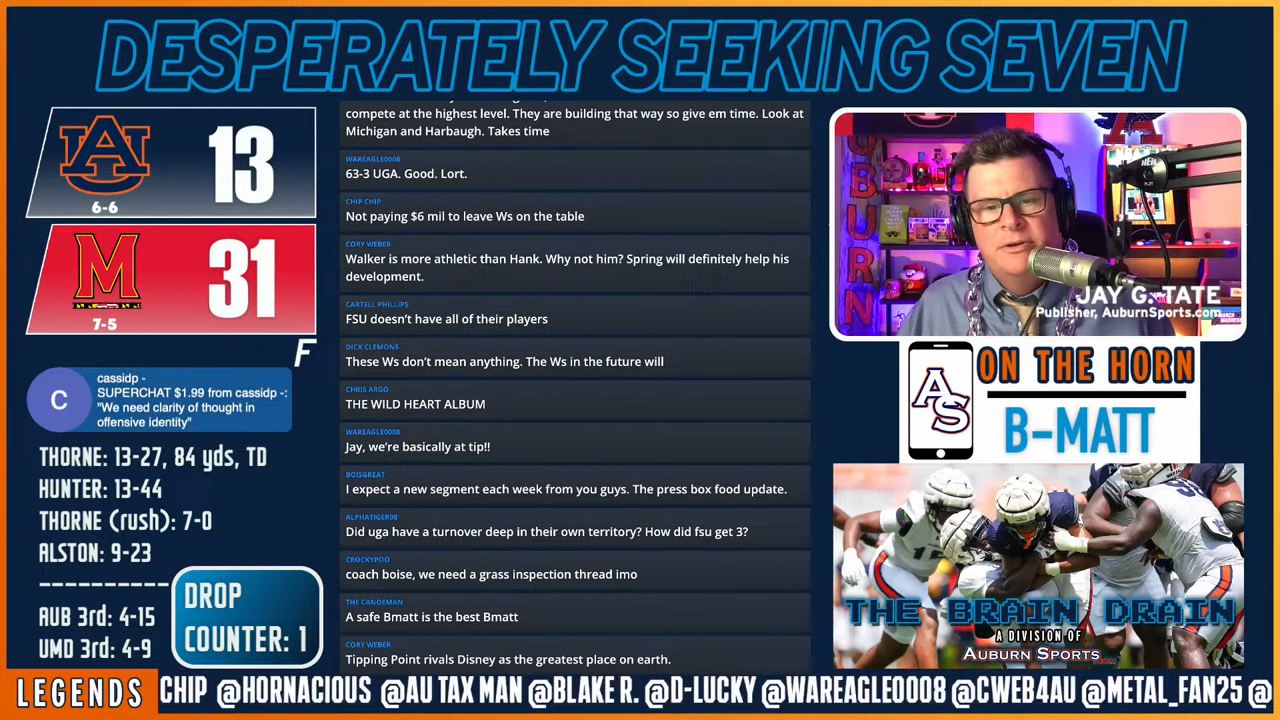 DESPERATELY SEEKING SEVEN
13
6-6
31
7-5
F
C
cassidp -
SUPERCHAT $1.99 from cassidp -:
"We need clarity of thought in
offensive identity"
THORNE: 13-27, 84 yds, TD
HUNTER: 13-44
THORNE (rush): 7-0
ALSTON: 9-23
AUB 3rd: 4-15
UMD 3rd: 4-9
DROP
COUNTER: 1
compete at the highest level. They are building that way so give em time. Look at
Michigan and Harbaugh. Takes time
WAREAGLE0008
63-3 UGA. Good. Lort.
CHIP CHIP
Not paying $6 mil to leave Ws on the table
CORY WEBER
Walker is more athletic than Hank. Why not him? Spring will definitely help his
development.
CARTELL PHILLIPS
FSU doesn't have all of their players
DICK CLEMONS
These Ws don't mean anything. The Ws in the future will
CHRIS ARGO
THE WILD HEART ALBUM
WAREAGLE0008
Jay, we're basically at tip!!
BOISGREAT
I expect a new segment each week from you guys. The press box food update.
ALPHATIGER08
Did uga have a turnover deep in their own territory? How did fsu get 3?
CROCKYPOO
coach boise, we need a grass inspection thread imo
THE CANOEMAN
A safe Bmatt is the best Bmatt
CORY WEBER
Tipping Point rivals Disney as the greatest place on earth.
JAY G. TATE
Publisher, AuburnSports.com
AS
ON THE HORN
B-MATT
THE BRAIN DRAIN
A DIVISION OF
AUBURN SPORTS.COM
LEGENDS
CHIP @HORNACIOUS @AU TAX MAN @BLAKE R. @D-LUCKY @WAREAGLE0008 @CWEB4AU @METAL_FAN25 @